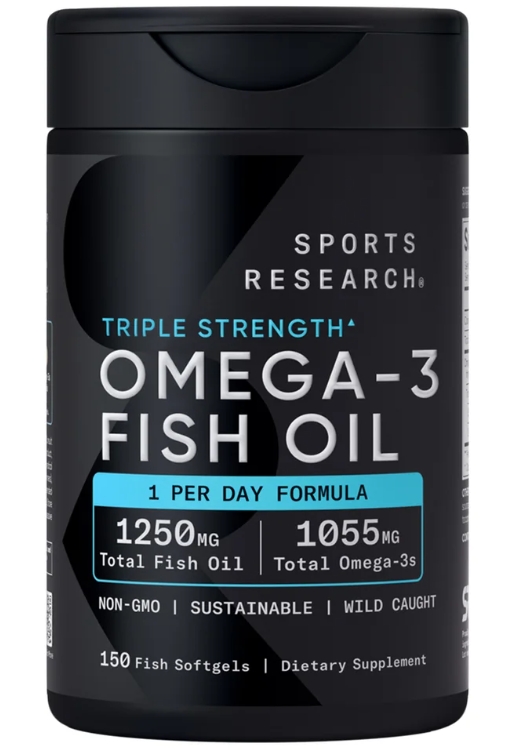 SPORTS
RESEARCH®
TRIPLE STRENGTH▲
OMEGA-3
FISH OIL
1 PER DAY FORMULA
1250MG
Total Fish Oil
1055MG
Total Omega-3s
NON-GMO | SUSTAINABLE | WILD CAUGHT
150 Fish Softgels | Dietary Supplement